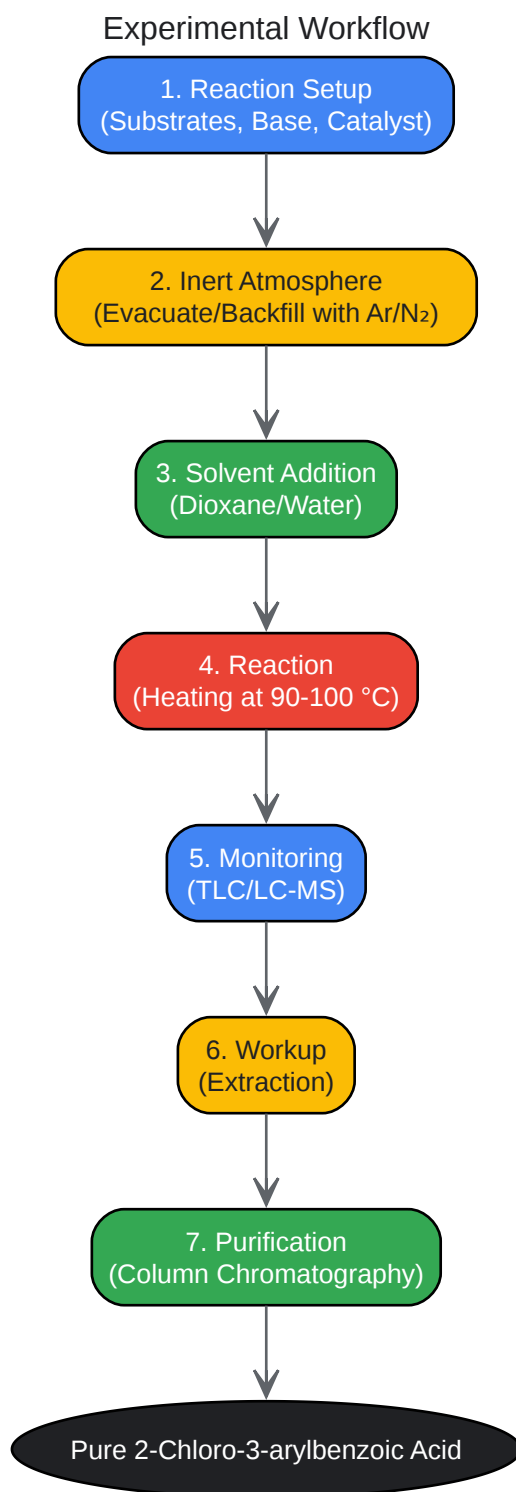 Experimental Workflow
1. Reaction Setup
(Substrates, Base, Catalyst)
2. Inert Atmosphere
(Evacuate/Backfill with Ar/N₂)
3. Solvent Addition
(Dioxane/Water)
4. Reaction
(Heating at 90-100 °C)
5. Monitoring
(TLC/LC-MS)
6. Workup
(Extraction)
7. Purification
(Column Chromatography)
Pure 2-Chloro-3-arylbenzoic Acid